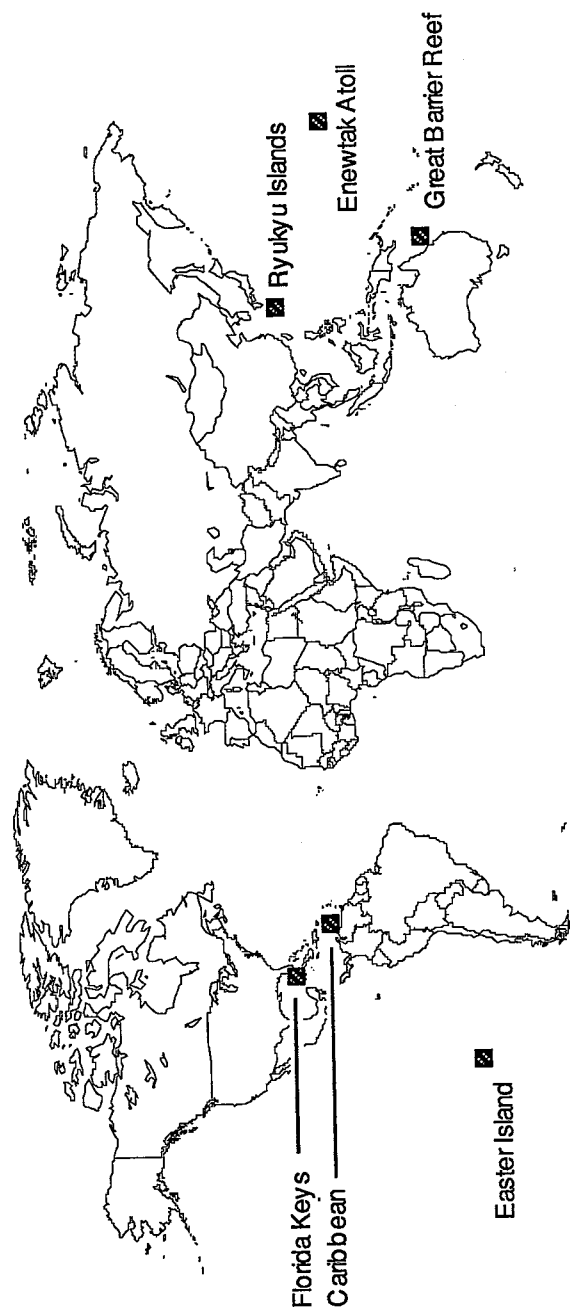 Florida Keys
Caribbean
Easter Island
Ryukyu Islands
Enewtak Atoll
Great Barrier Reef